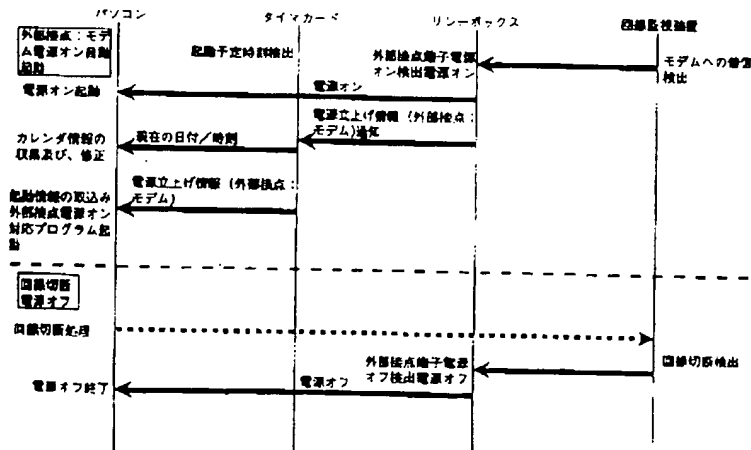 パソコン
タイマカード
リレーボックス
回線監視装置
外部接点：モデ
ム電源オン自動
起動
起動予定時刻検出
外部接点端子電源
オン検出電源オン
モデムへの着信
検出
電源オン起動
電源オン
電源立上げ情報（外部接点：
モデム）通知
カレンダ情報の
収集及び、修正
現在の日付／時刻
電源立上げ情報（外部接点：
モデム）
起動情報の取込み
外部接点電源オン
対応プログラム起
動
回線切断
電源オフ
回線切断処理
外部接点端子電源
オフ検出電源オフ
回線切断検出
電源オフ終了
電源オフ